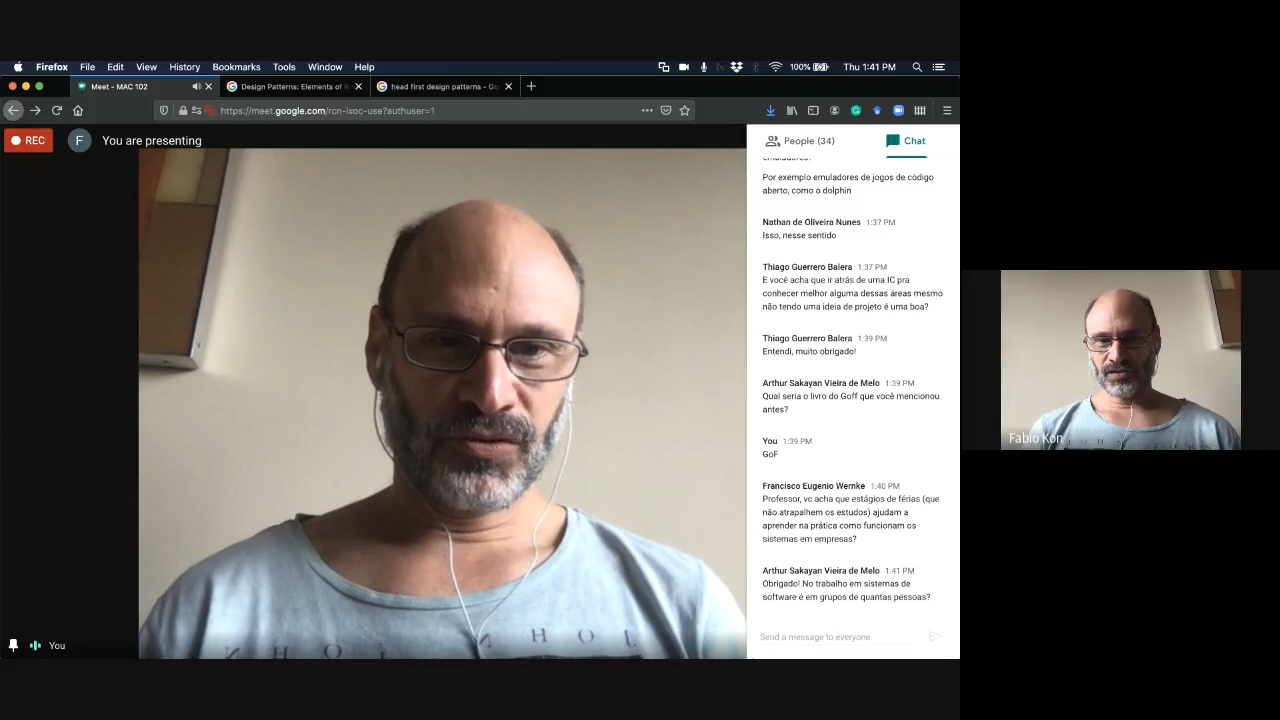 Firefox File Edit View History Bookmarks Tools Window Help 100% Thu 1:41 PM
Meet - MAC 102
Design Patterns: Elements of R
head first design patterns - Go
https://meet.google.com/rcn-ixoc-use?authuser=1
REC
F
You are presenting
People (34)
Chat
Por exemplo emuladores de jogos de código
aberto, como o dolphin
Nathan de Oliveira Nunes 1:37 PM
Isso, nesse sentido
Thiago Guerrero Balera 1:37 PM
E você acha que ir atrás de uma IC pra
conhecer melhor alguma dessas áreas mesmo
não tendo uma ideia de projeto é uma boa?
Thiago Guerrero Balera 1:39 PM
Entendi, muito obrigado!
Arthur Sakayan Vieira de Melo 1:39 PM
Qual seria o livro do Goff que você mencionou
antes?
You 1:39 PM
GoF
Francisco Eugenio Wernke 1:40 PM
Professor, vc acha que estágios de férias (que
não atrapalhem os estudos) ajudam a
aprender na prática como funcionam os
sistemas em empresas?
Arthur Sakayan Vieira de Melo 1:41 PM
Obrigado! No trabalho em sistemas de
software é em grupos de quantas pessoas?
Send a message to everyone
You
Fabio Kon